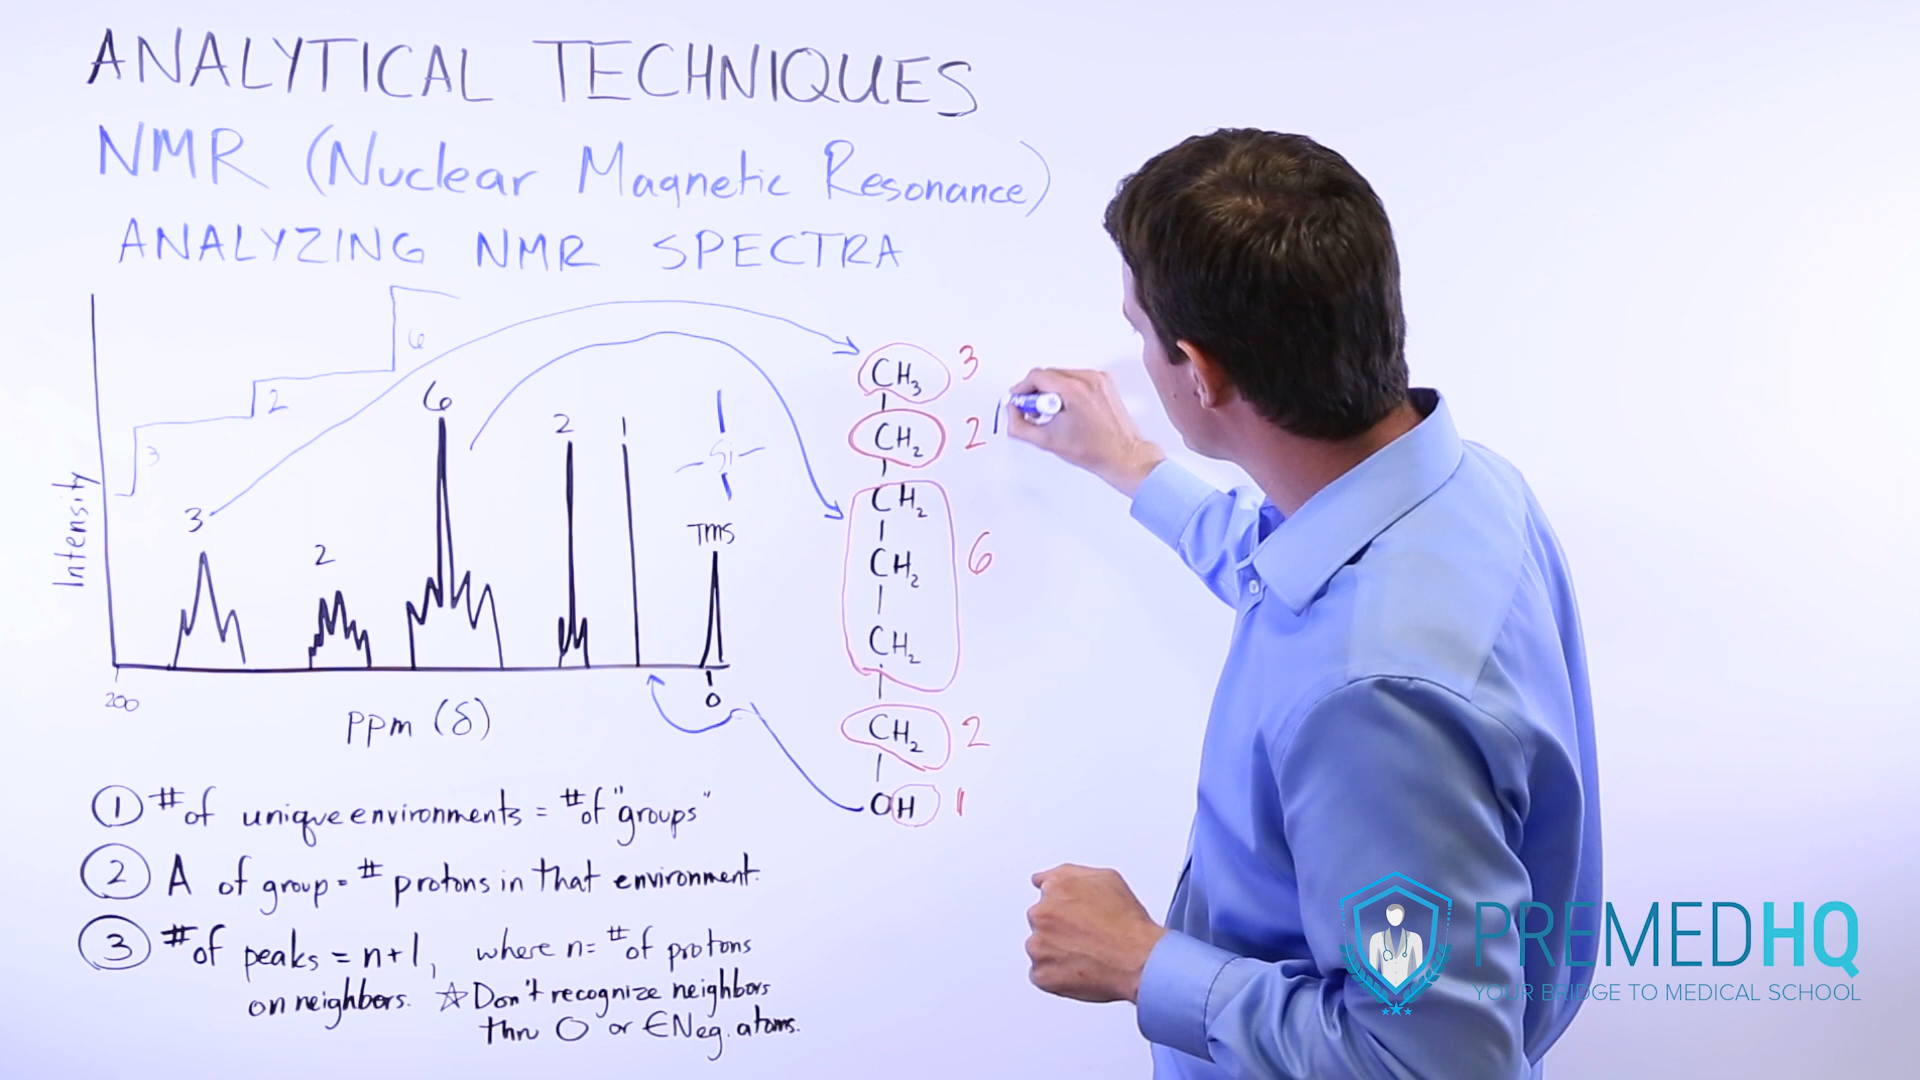 ANALYTICAL TECHNIQUES
NMR (Nuclear Magnetic Resonance)
ANALYZING NMR SPECTRA
6
2
3
Intensity
3
2
6
2
1
Si
TMS
200
0
ppm (δ)
CH3 3
CH2 2
CH2
CH2 6
CH2
CH2 2
OH 1
1 # of unique environments = # of "groups"
2 A of group = # protons in that environment.
3 # of peaks = n+1, where n= # of protons
on neighbors. ☆ Don't recognize neighbors
thru O or ENeg. atoms.
PREMEDHQ
YOUR BRIDGE TO MEDICAL SCHOOL